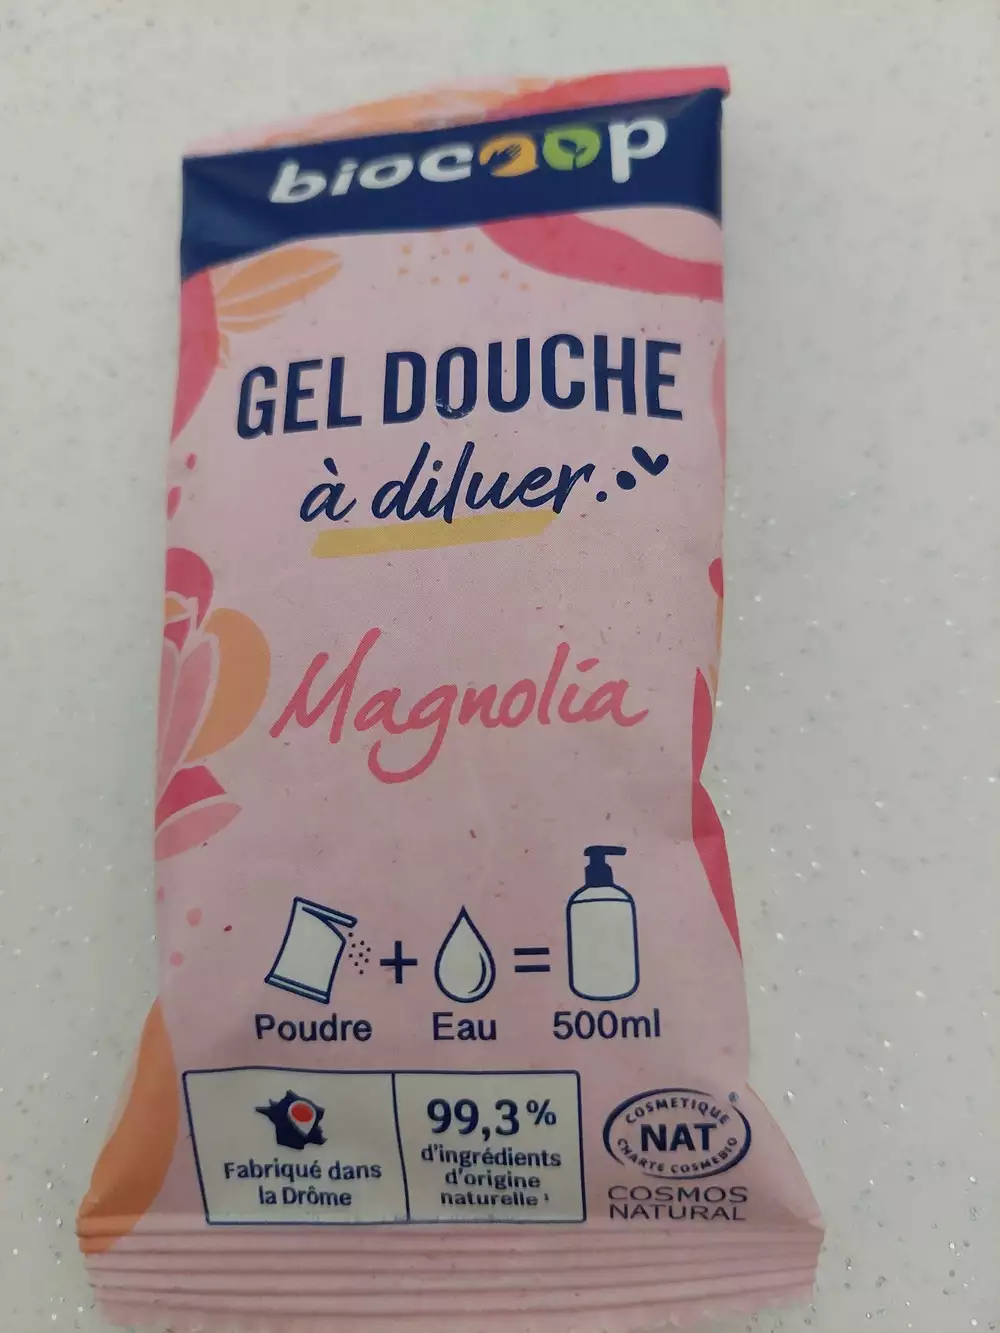 biocoop
GEL DOUCHE
à diluer
Magnolia
+ =
Poudre Eau 500ml
Fabriqué dans
la Drôme
99,3%
d'ingrédients
d'origine
naturelle ¹
COSMETIQUE
NAT
CHARTE COSMEBIO
®
COSMOS
NATURAL